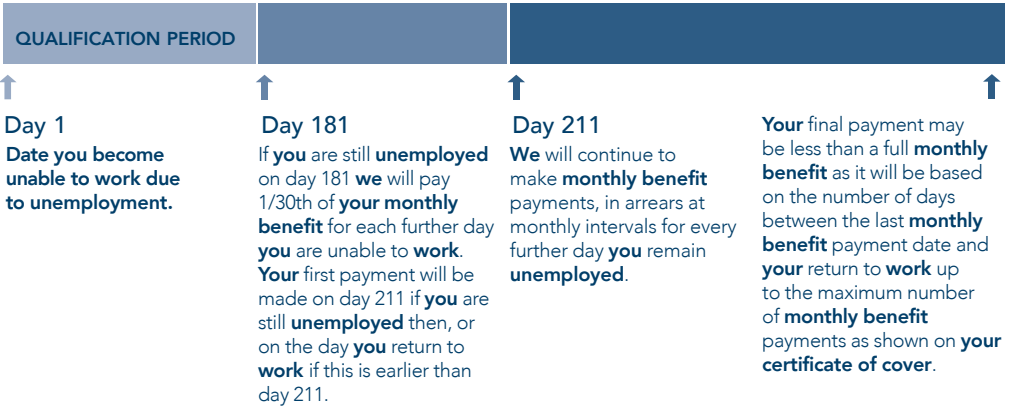 QUALIFICATION PERIOD
Day 1
Date you become
unable to work due
to unemployment.
Day 181
If you are still unemployed
on day 181 we will pay
1/30th of your monthly
benefit for each further day
you are unable to work.
Your first payment will be
made on day 211 if you are
still unemployed then, or
on the day you return to
work if this is earlier than
day 211.
Day 211
We will continue to
make monthly benefit
payments, in arrears at
monthly intervals for every
further day you remain
unemployed.
Your final payment may
be less than a full monthly
benefit as it will be based
on the number of days
between the last monthly
benefit payment date and
your return to work up
to the maximum number
of monthly benefit
payments as shown on your
certificate of cover.